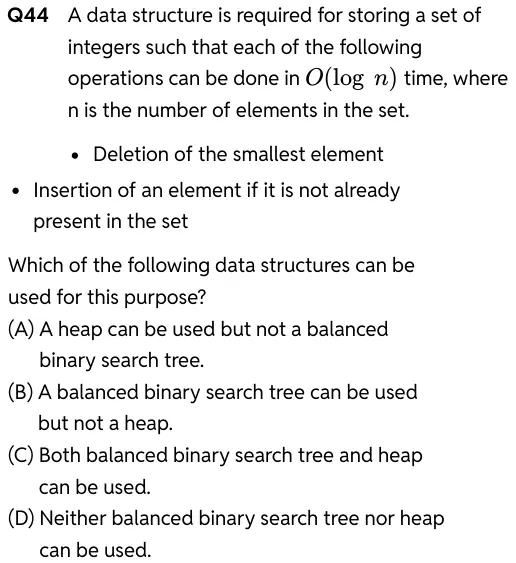 Q44 A data structure is required for storing a set of
integers such that each of the following
operations can be done in O(log n) time, where
n is the number of elements in the set.
• Deletion of the smallest element
• Insertion of an element if it is not already
present in the set
Which of the following data structures can be
used for this purpose?
(A) A heap can be used but not a balanced
binary search tree.
(B) A balanced binary search tree can be used
but not a heap.
(C) Both balanced binary search tree and heap
can be used.
(D) Neither balanced binary search tree nor heap
can be used.